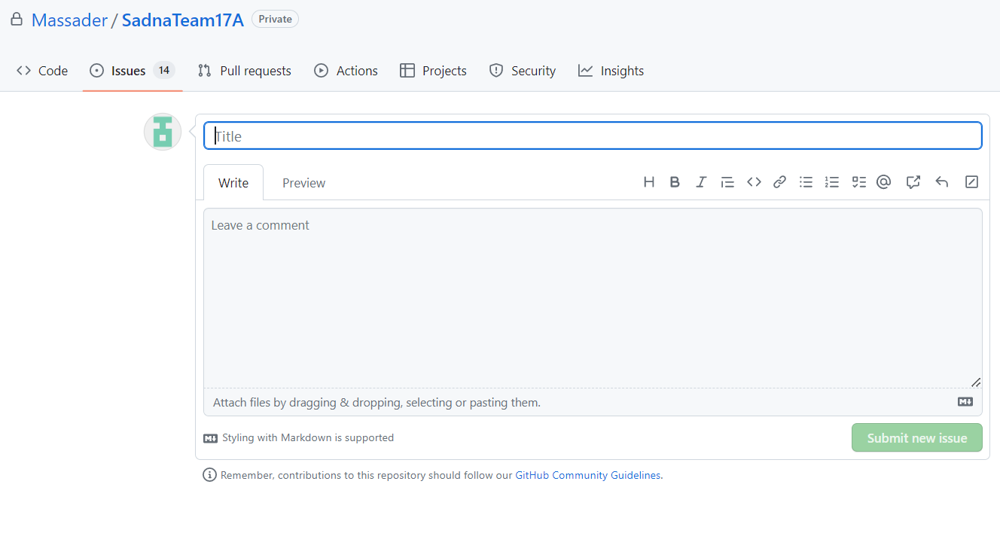 Massader / SadnaTeam17A Private
Code Issues 14 Pull requests Actions Projects Security Insights
Title
Write Preview
Leave a comment
Attach files by dragging & dropping, selecting or pasting them.
Styling with Markdown is supported
Submit new issue
Remember, contributions to this repository should follow our GitHub Community Guidelines.